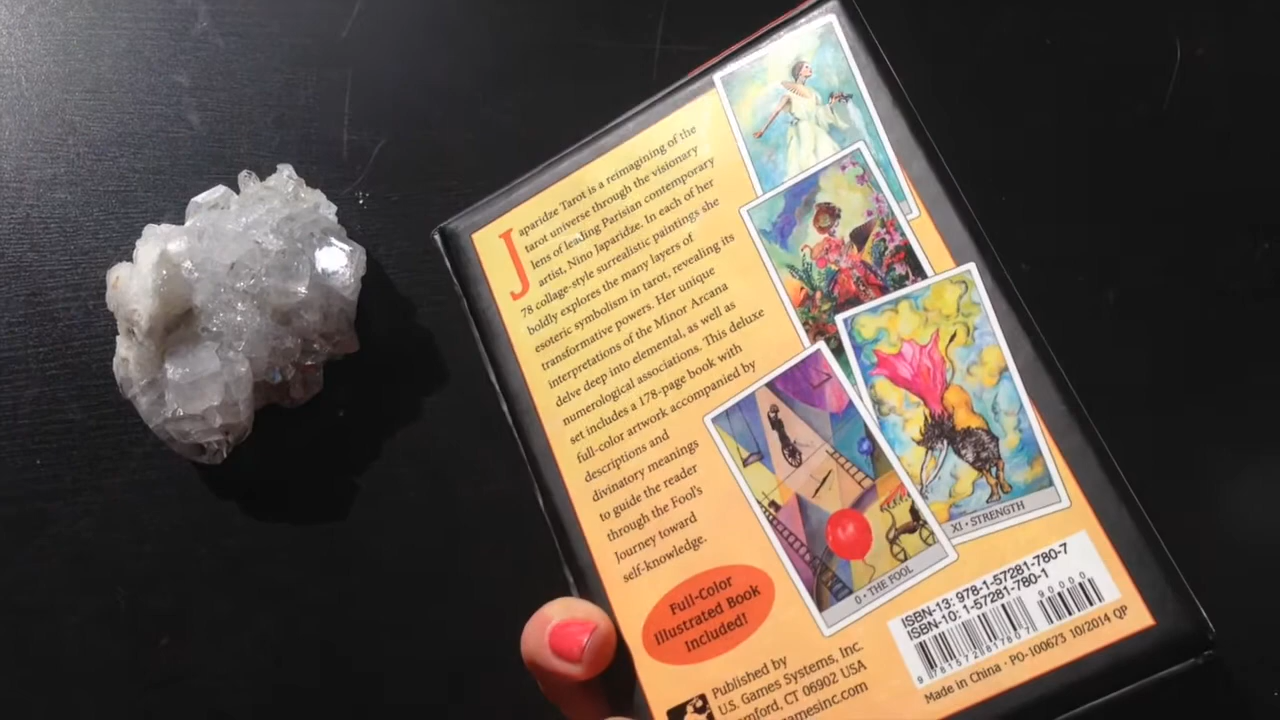 Japaridze Tarot is a reimagining of the
tarot universe through the visionary
lens of leading Parisian contemporary
artist, Nino Japaridze. In each of her
78 collage-style surrealistic paintings she
boldly explores the many layers of
esoteric symbolism in tarot, revealing its
transformative powers. Her unique
interpretations of the Minor Arcana
delve deep into elemental, as well as
numerological associations. This deluxe
set includes a 178-page book with
full-color artwork accompanied by
descriptions and
divinatory meanings
to guide the reader
through the Fool's
Journey toward
self-knowledge.
XI • STRENGTH
0 • THE FOOL
Full-Color
Illustrated Book
Included!
Published by
U.S. Games Systems, Inc.
amford, CT 06902 USA
gamesinc.com
ISBN-13: 978-1-57281-780-7
ISBN-10: 1-57281-780-1
90000
9 781572 817807
Made in China · PO-100673 10/2014 QP